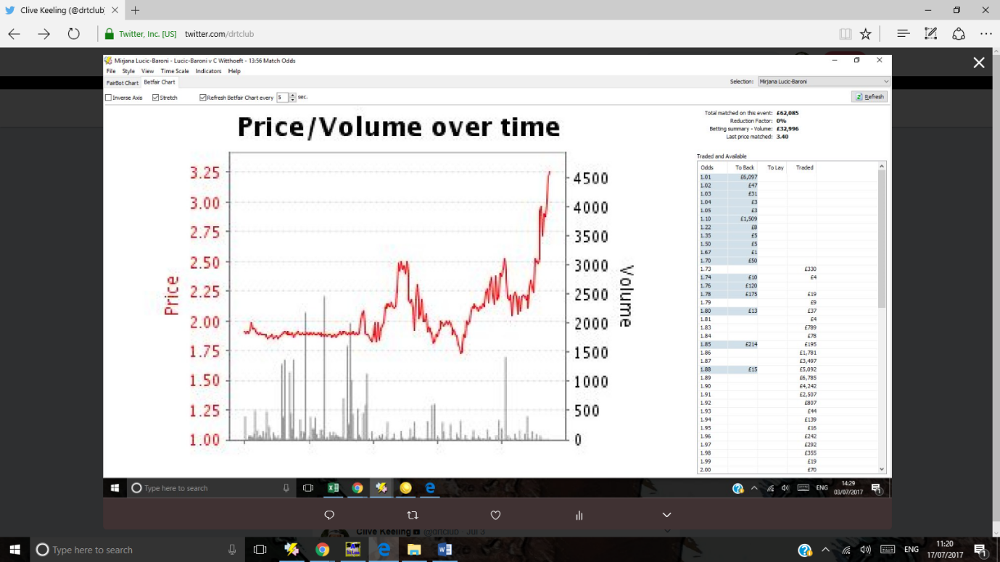 Clive Keeling (@drtclub)
Twitter, Inc. [US] twitter.com/drtclub
Mirjana Lucic-Baroni - Lucic-Baroni v C Witthoeft - 13:56 Match Odds
File Style View Time Scale Indicators Help
FairBot Chart Betfair Chart
Selection: Mirjana Lucic-Baroni
Inverse Axis Stretch Refresh Betfair Chart every 5 sec.
Refresh
Price/Volume over time
Total matched on this event: £62,085
Reduction Factor: 0%
Betting summary - Volume: £32,996
Last price matched: 3.40
3.25
3.00
2.75
2.50
2.25
2.00
1.75
1.50
1.25
1.00
Price
4500
4000
3500
3000
2500
2000
1500
1000
500
0
Volume
Traded and Available
Odds To Back To Lay Traded
1.01 £6,097
1.02 £47
1.03 £31
1.04 £3
1.05 £3
1.10 £1,509
1.22 £8
1.35 £5
1.50 £5
1.67 £1
1.70 £50
1.73 £330
1.74 £10 £4
1.76 £120
1.78 £175 £19
1.79 £9
1.80 £13 £37
1.81 £4
1.83 £789
1.84 £78
1.85 £214 £195
1.86 £1,781
1.87 £3,497
1.88 £15 £5,092
1.89 £6,785
1.90 £4,242
1.91 £2,507
1.92 £807
1.93 £44
1.94 £139
1.95 £16
1.96 £242
1.97 £292
1.98 £355
1.99 £19
2.00 £70
Type here to search
ENG
14:29
03/07/2017
1
Clive Keeling @drtclub · Jul 3
Type here to search
ENG
11:20
17/07/2017
1